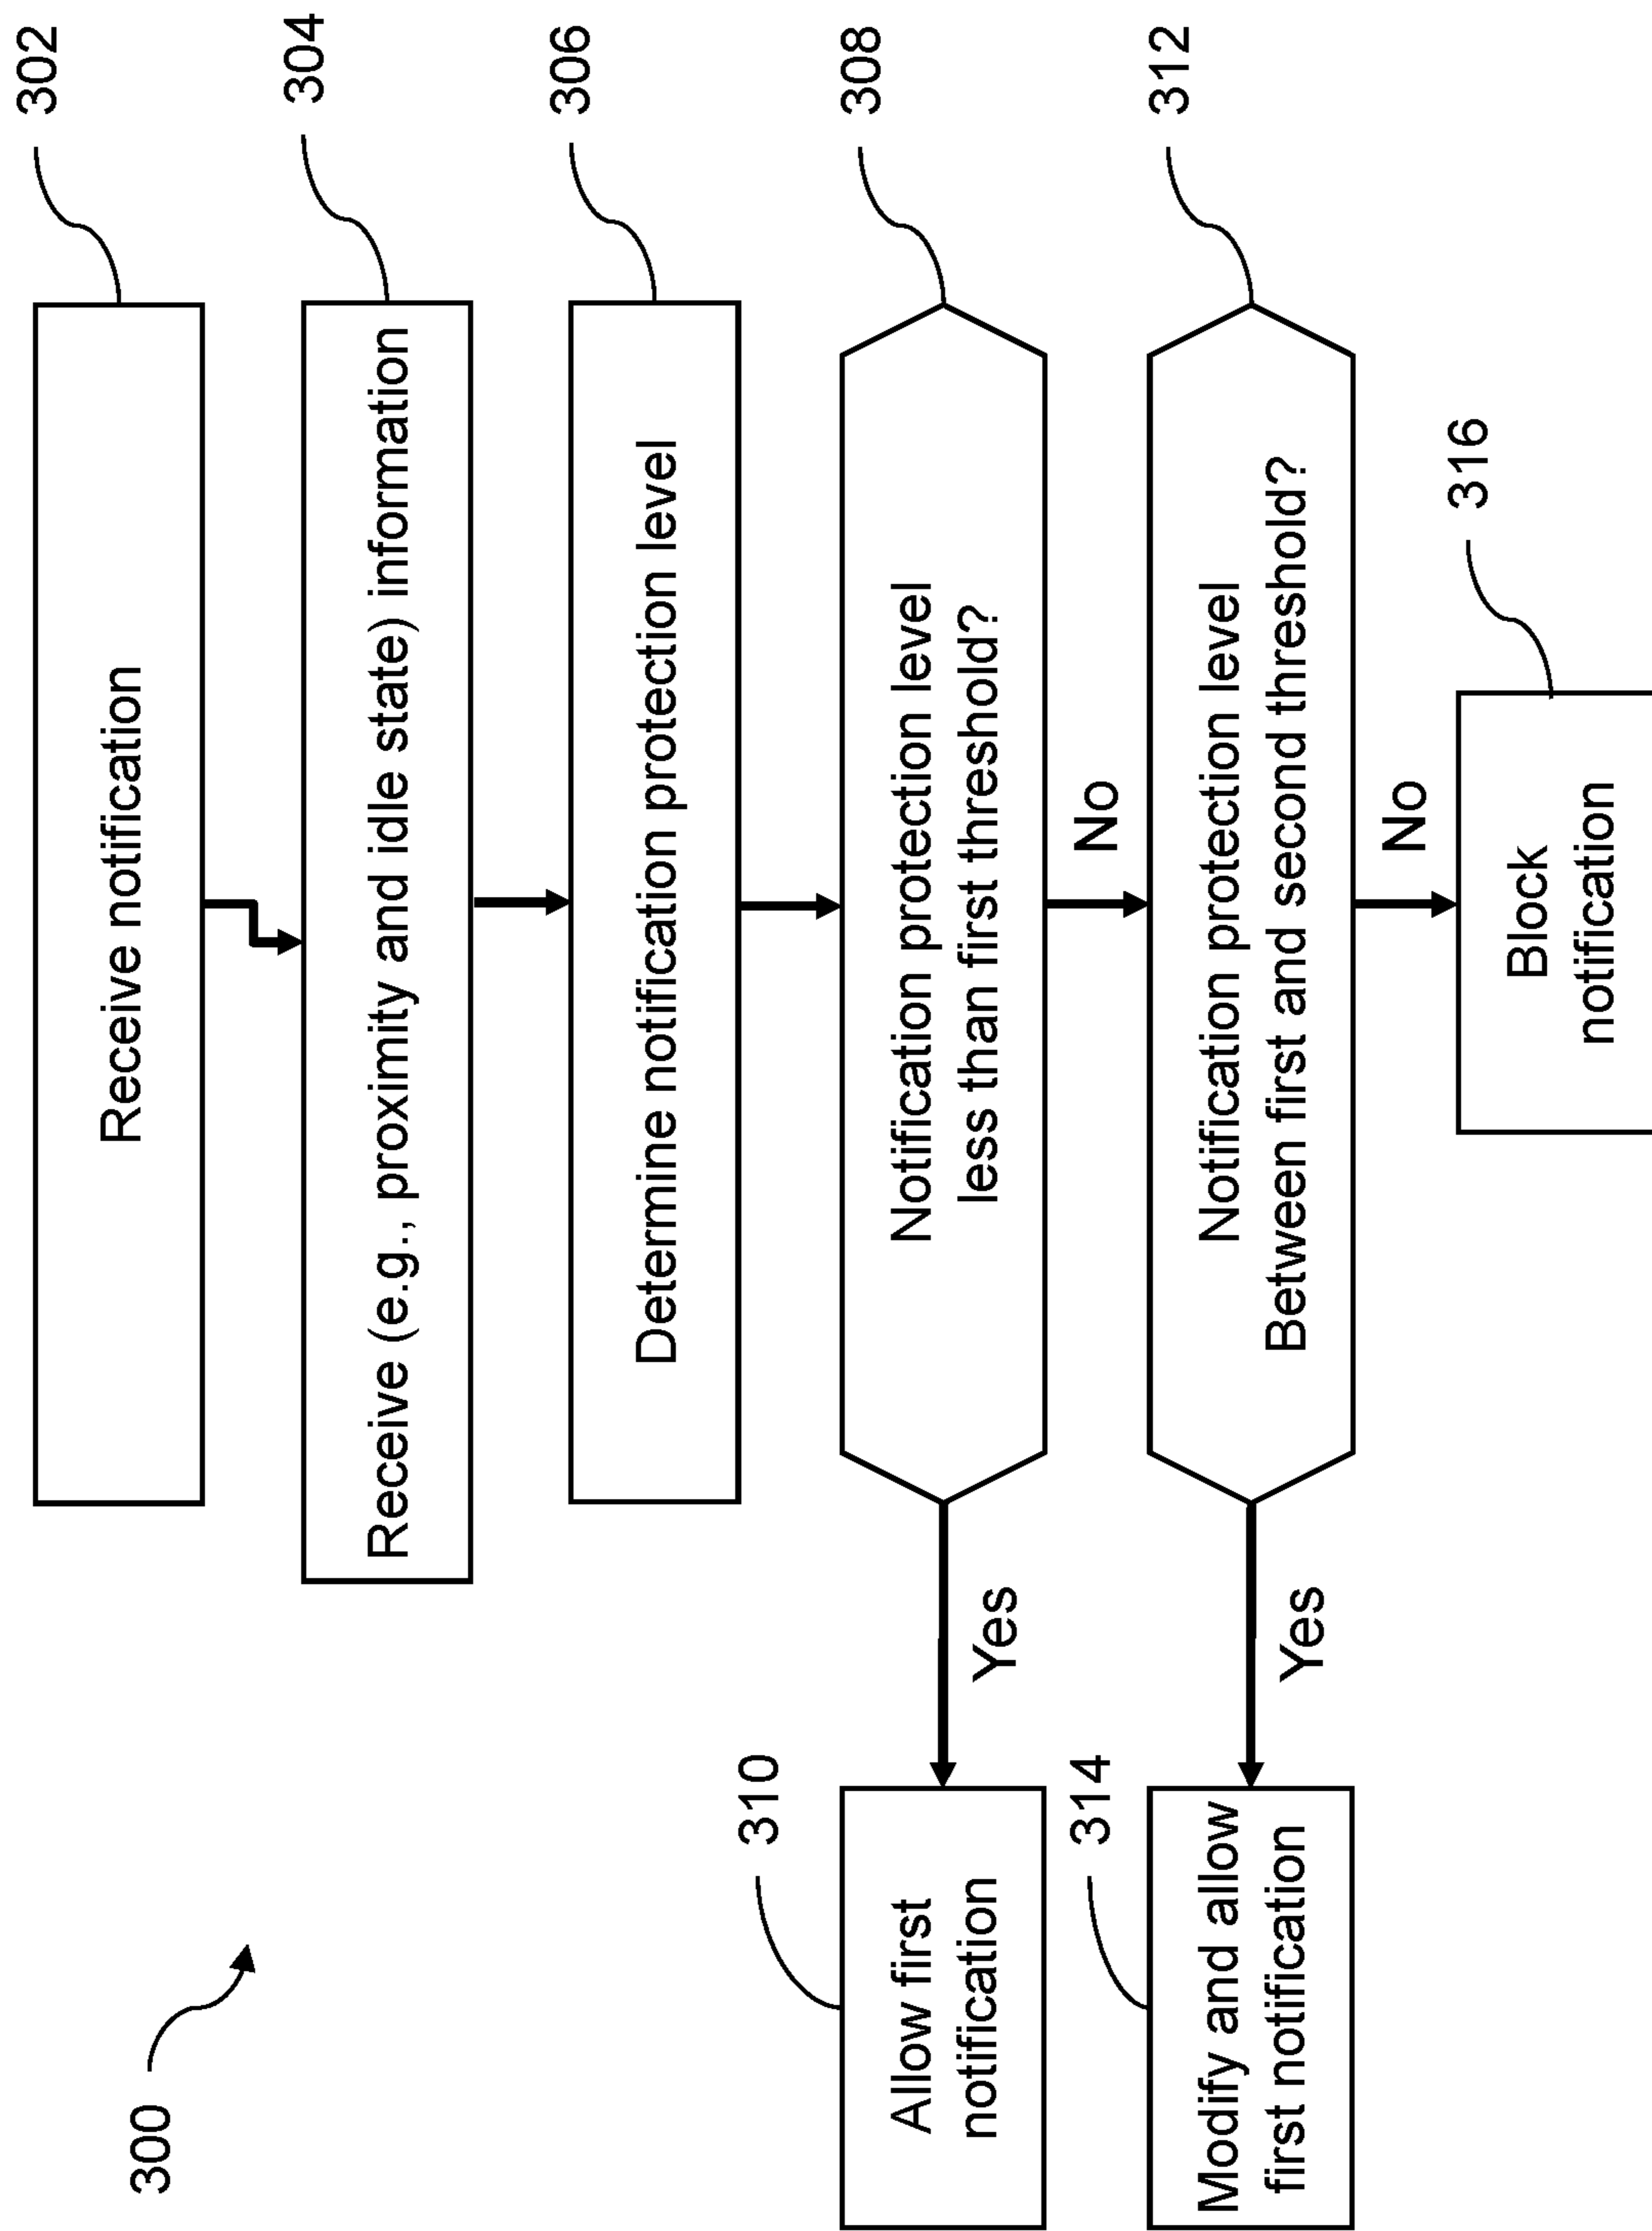 300
302
Receive notification
304
Receive (e.g., proximity and idle state) information
306
Determine notification protection level
308
Notification protection level
less than first threshold?
Yes
310
Allow first
notification
No
312
Notification protection level
Between first and second threshold?
Yes
314
Modify and allow
first notification
No
316
Block
notification